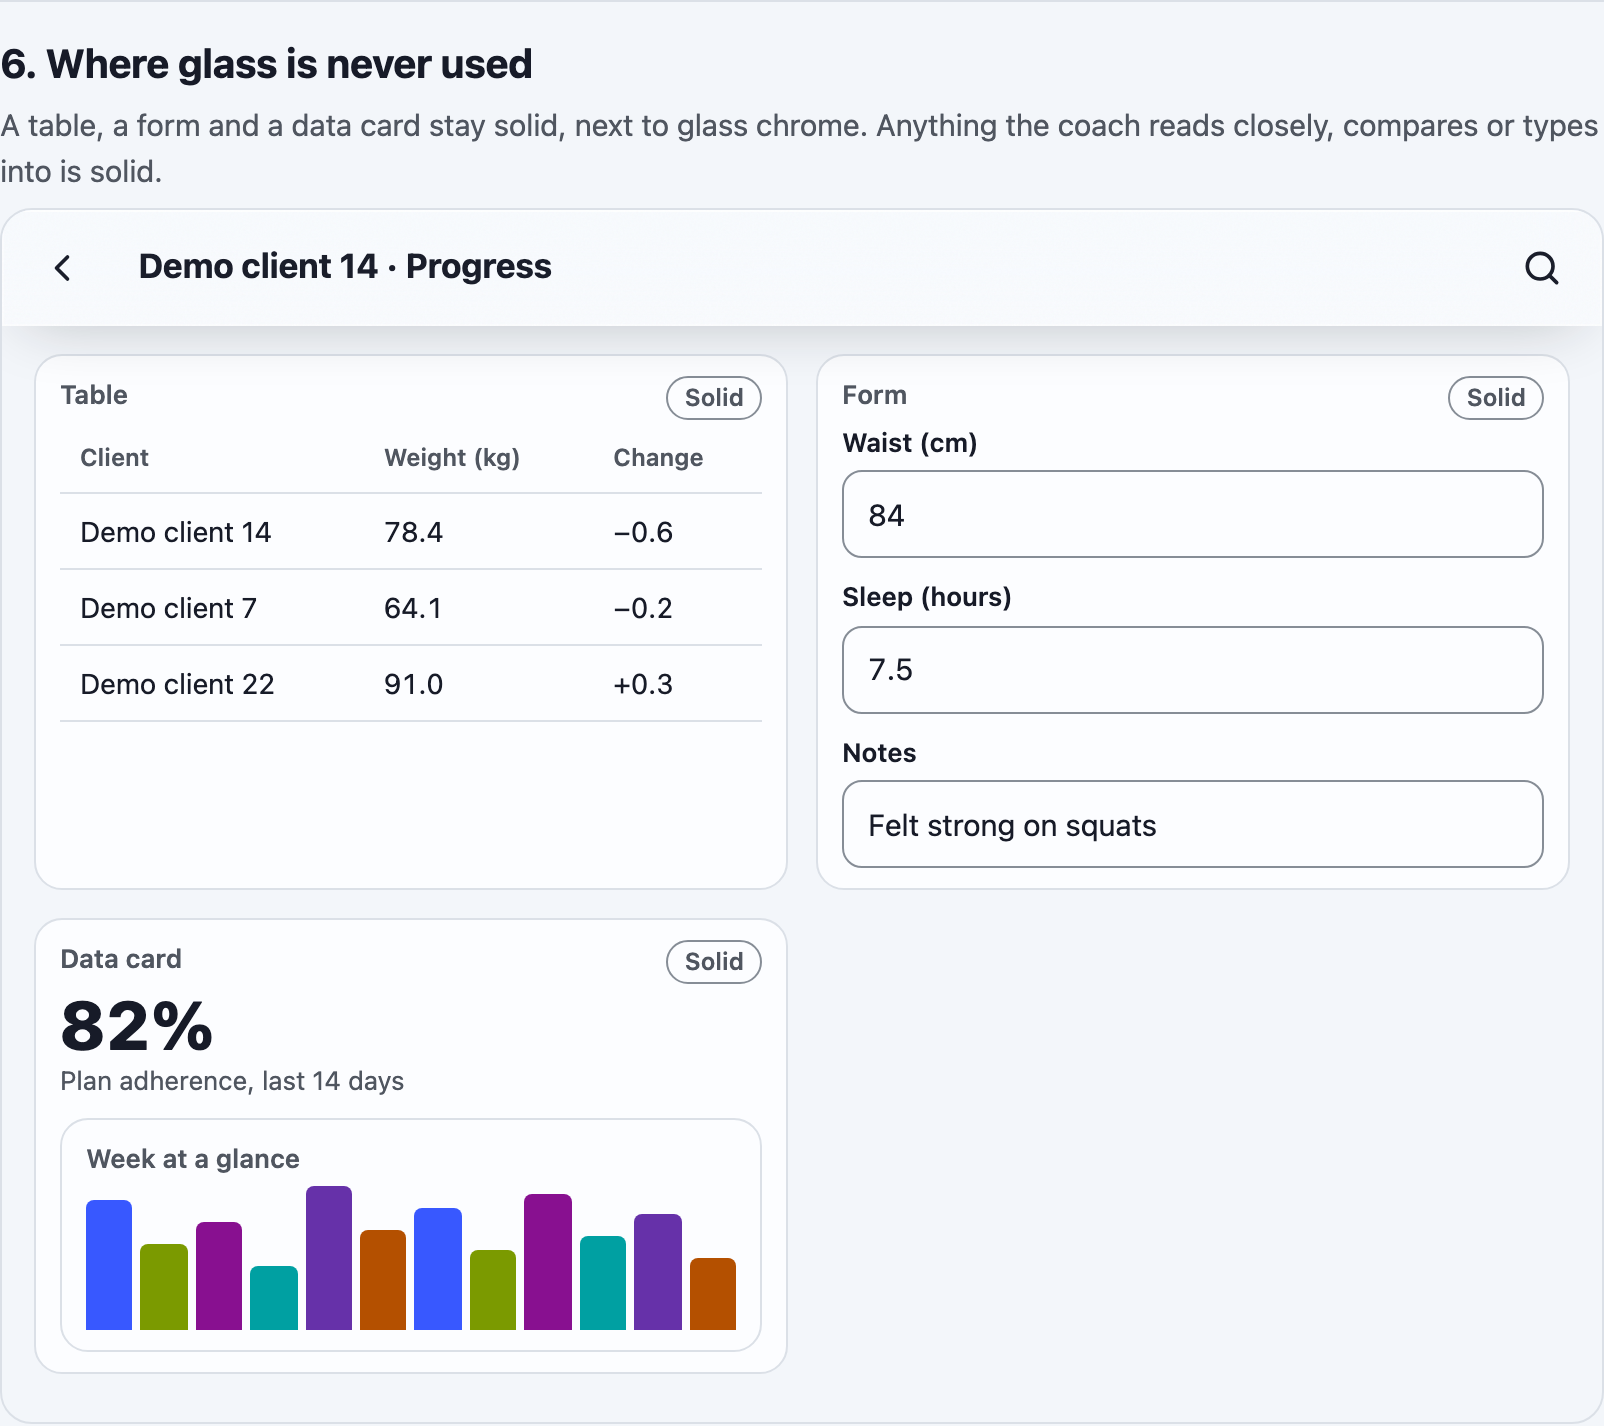 6. Where glass is never used
A table, a form and a data card stay solid, next to glass chrome. Anything the coach reads closely, compares or types
into is solid.
Demo client 14 · Progress
Table
Solid
Client Weight (kg) Change
Demo client 14 78.4 −0.6
Demo client 7 64.1 −0.2
Demo client 22 91.0 +0.3
Form
Solid
Waist (cm)
84
Sleep (hours)
7.5
Notes
Felt strong on squats
Data card
Solid
82%
Plan adherence, last 14 days
Week at a glance